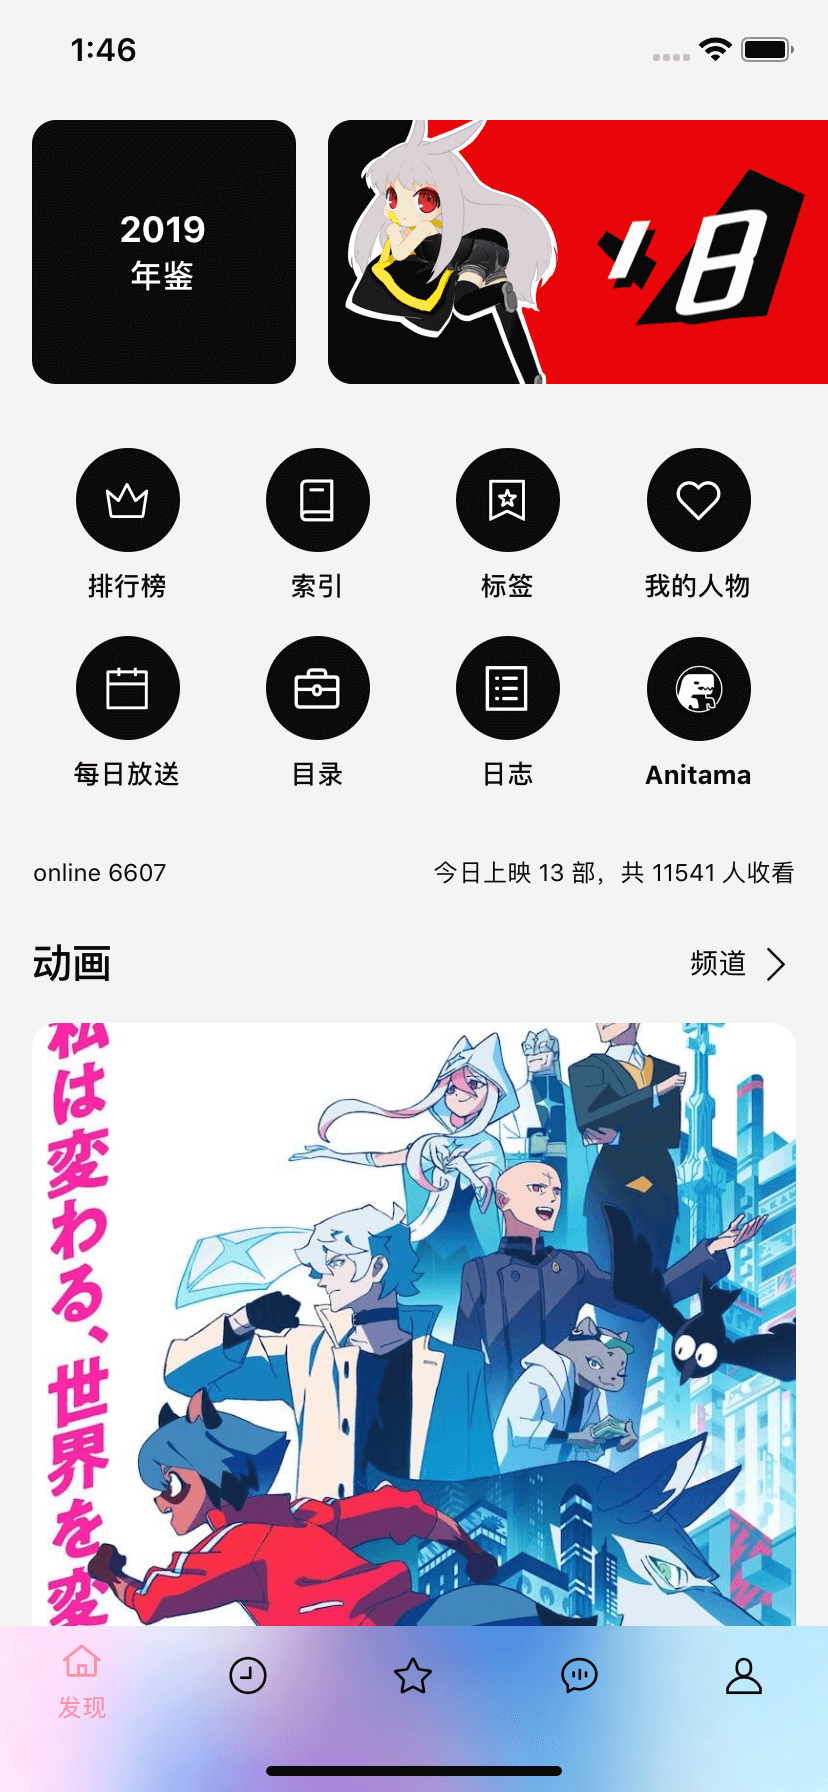 1:46
2019
年鉴
18
排行榜
索引
标签
我的人物
每日放送
目录
日志
Anitama
online 6607
今日上映 13 部，共 11541 人收看
动画
频道
私は変わる、世界を変
发现